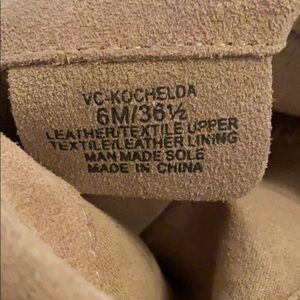 VC-KOCHELDA
6M/36½
LEATHER/TEXTILE UPPER
TEXTILE/LEATHER LINING
MAN MADE SOLE
MADE IN CHINA